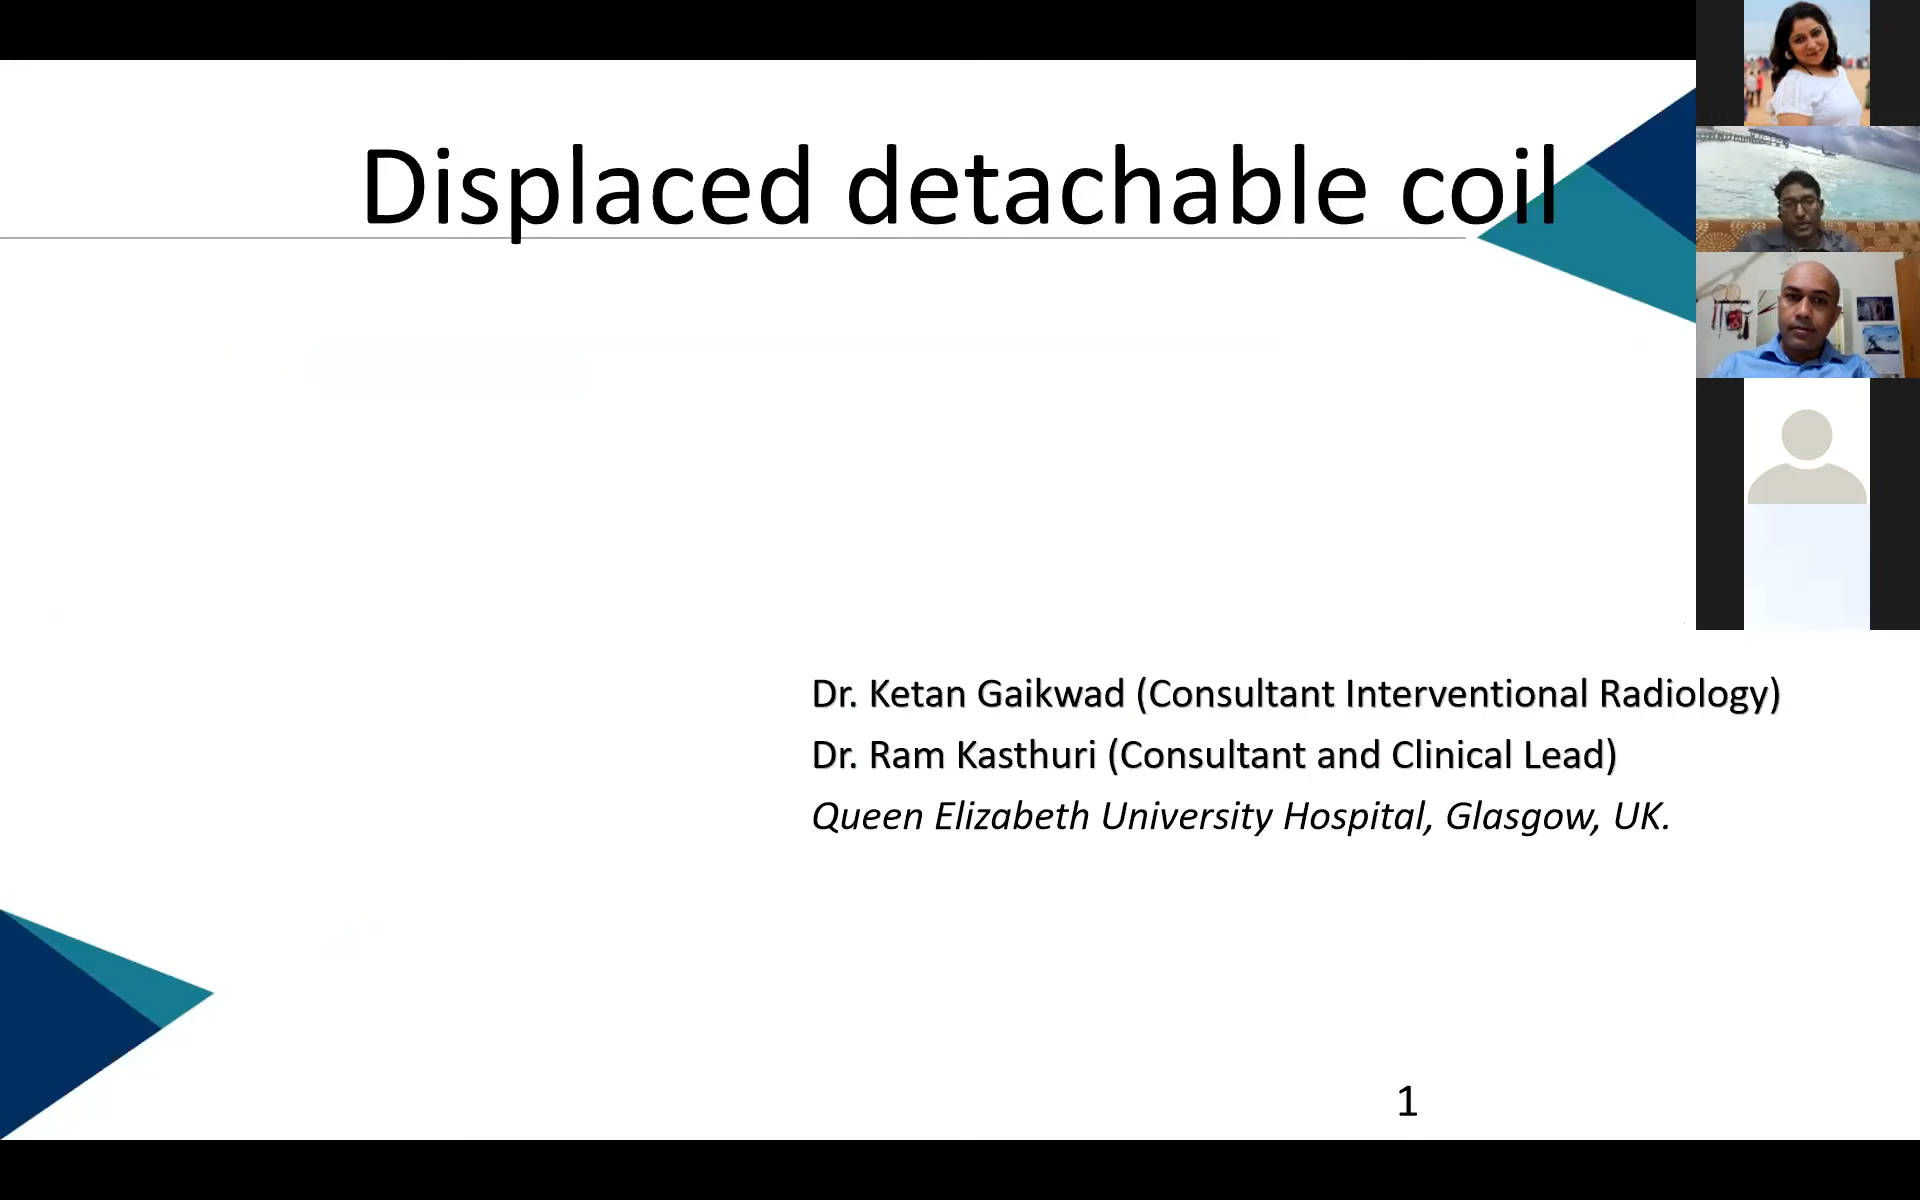 Displaced detachable coil
Dr. Ketan Gaikwad (Consultant Interventional Radiology)
Dr. Ram Kasthuri (Consultant and Clinical Lead)
Queen Elizabeth University Hospital, Glasgow, UK.
1